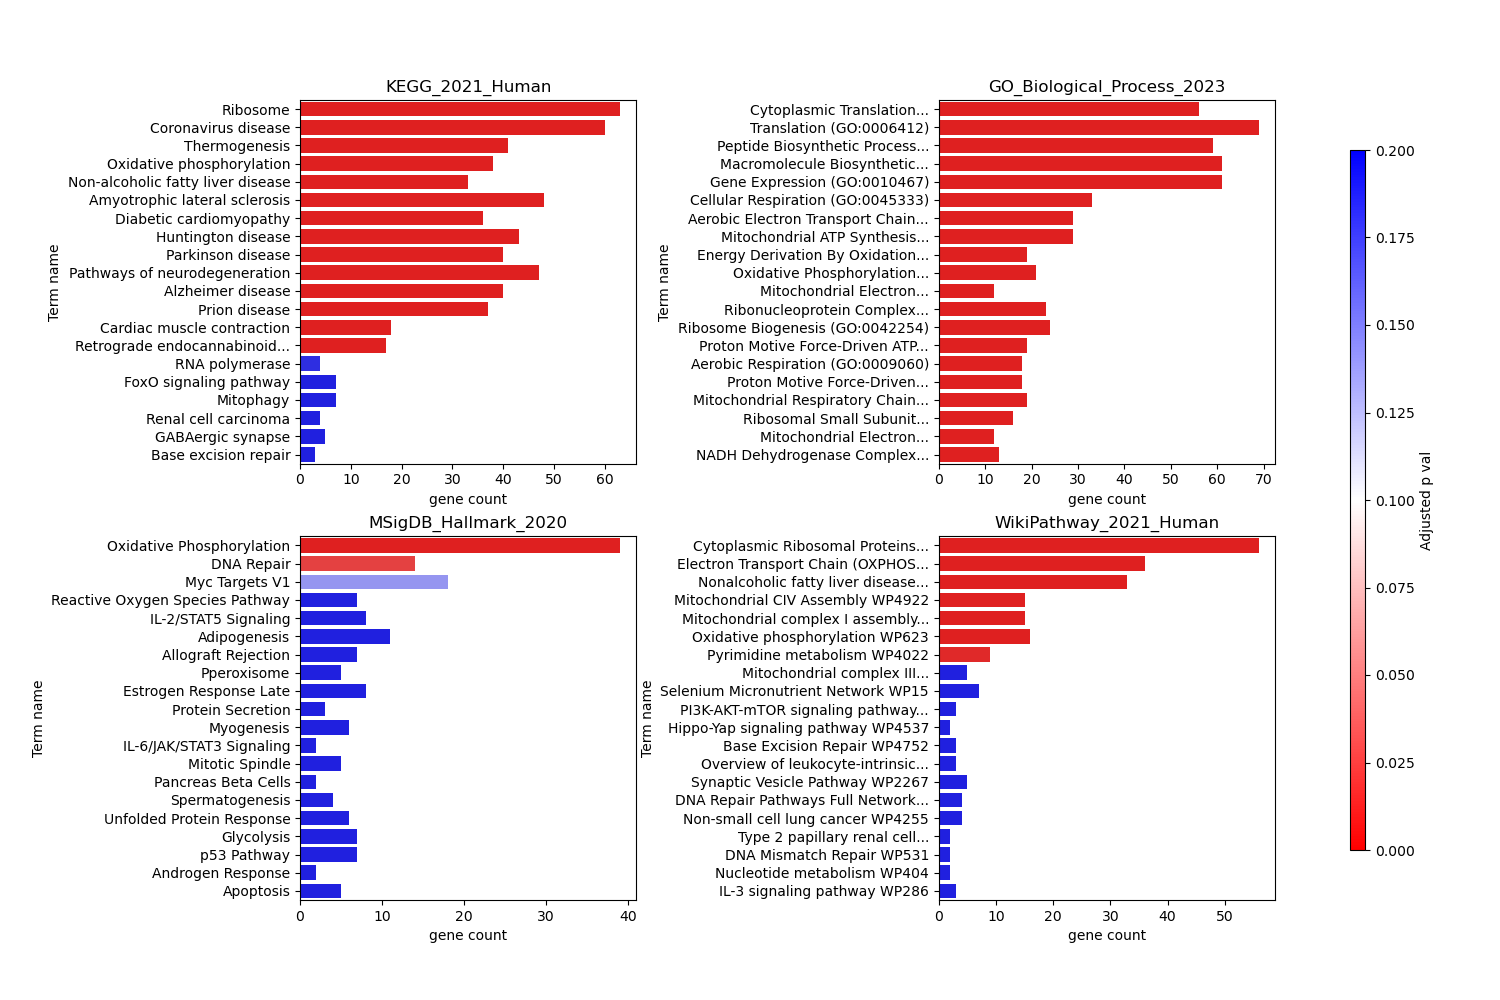 KEGG_2021_Human
Term name
Ribosome
Coronavirus disease
Thermogenesis
Oxidative phosphorylation
Non-alcoholic fatty liver disease
Amyotrophic lateral sclerosis
Diabetic cardiomyopathy
Huntington disease
Parkinson disease
Pathways of neurodegeneration
Alzheimer disease
Prion disease
Cardiac muscle contraction
Retrograde endocannabinoid...
RNA polymerase
FoxO signaling pathway
Mitophagy
Renal cell carcinoma
GABAergic synapse
Base excision repair
0 10 20 30 40 50 60
gene count
GO_Biological_Process_2023
Term name
Cytoplasmic Translation...
Translation (GO:0006412)
Peptide Biosynthetic Process...
Macromolecule Biosynthetic...
Gene Expression (GO:0010467)
Cellular Respiration (GO:0045333)
Aerobic Electron Transport Chain...
Mitochondrial ATP Synthesis...
Energy Derivation By Oxidation...
Oxidative Phosphorylation...
Mitochondrial Electron...
Ribonucleoprotein Complex...
Ribosome Biogenesis (GO:0042254)
Proton Motive Force-Driven ATP...
Aerobic Respiration (GO:0009060)
Proton Motive Force-Driven...
Mitochondrial Respiratory Chain...
Ribosomal Small Subunit...
Mitochondrial Electron...
NADH Dehydrogenase Complex...
0 10 20 30 40 50 60 70
gene count
MSigDB_Hallmark_2020
Term name
Oxidative Phosphorylation
DNA Repair
Myc Targets V1
Reactive Oxygen Species Pathway
IL-2/STAT5 Signaling
Adipogenesis
Allograft Rejection
Pperoxisome
Estrogen Response Late
Protein Secretion
Myogenesis
IL-6/JAK/STAT3 Signaling
Mitotic Spindle
Pancreas Beta Cells
Spermatogenesis
Unfolded Protein Response
Glycolysis
p53 Pathway
Androgen Response
Apoptosis
0 10 20 30 40
gene count
WikiPathway_2021_Human
Term name
Cytoplasmic Ribosomal Proteins...
Electron Transport Chain (OXPHOS...
Nonalcoholic fatty liver disease...
Mitochondrial CIV Assembly WP4922
Mitochondrial complex I assembly...
Oxidative phosphorylation WP623
Pyrimidine metabolism WP4022
Mitochondrial complex III...
Selenium Micronutrient Network WP15
PI3K-AKT-mTOR signaling pathway...
Hippo-Yap signaling pathway WP4537
Base Excision Repair WP4752
Overview of leukocyte-intrinsic...
Synaptic Vesicle Pathway WP2267
DNA Repair Pathways Full Network...
Non-small cell lung cancer WP4255
Type 2 papillary renal cell...
DNA Mismatch Repair WP531
Nucleotide metabolism WP404
IL-3 signaling pathway WP286
0 10 20 30 40 50
gene count
0.200
0.175
0.150
0.125
0.100
0.075
0.050
0.025
0.000
Adjusted p val